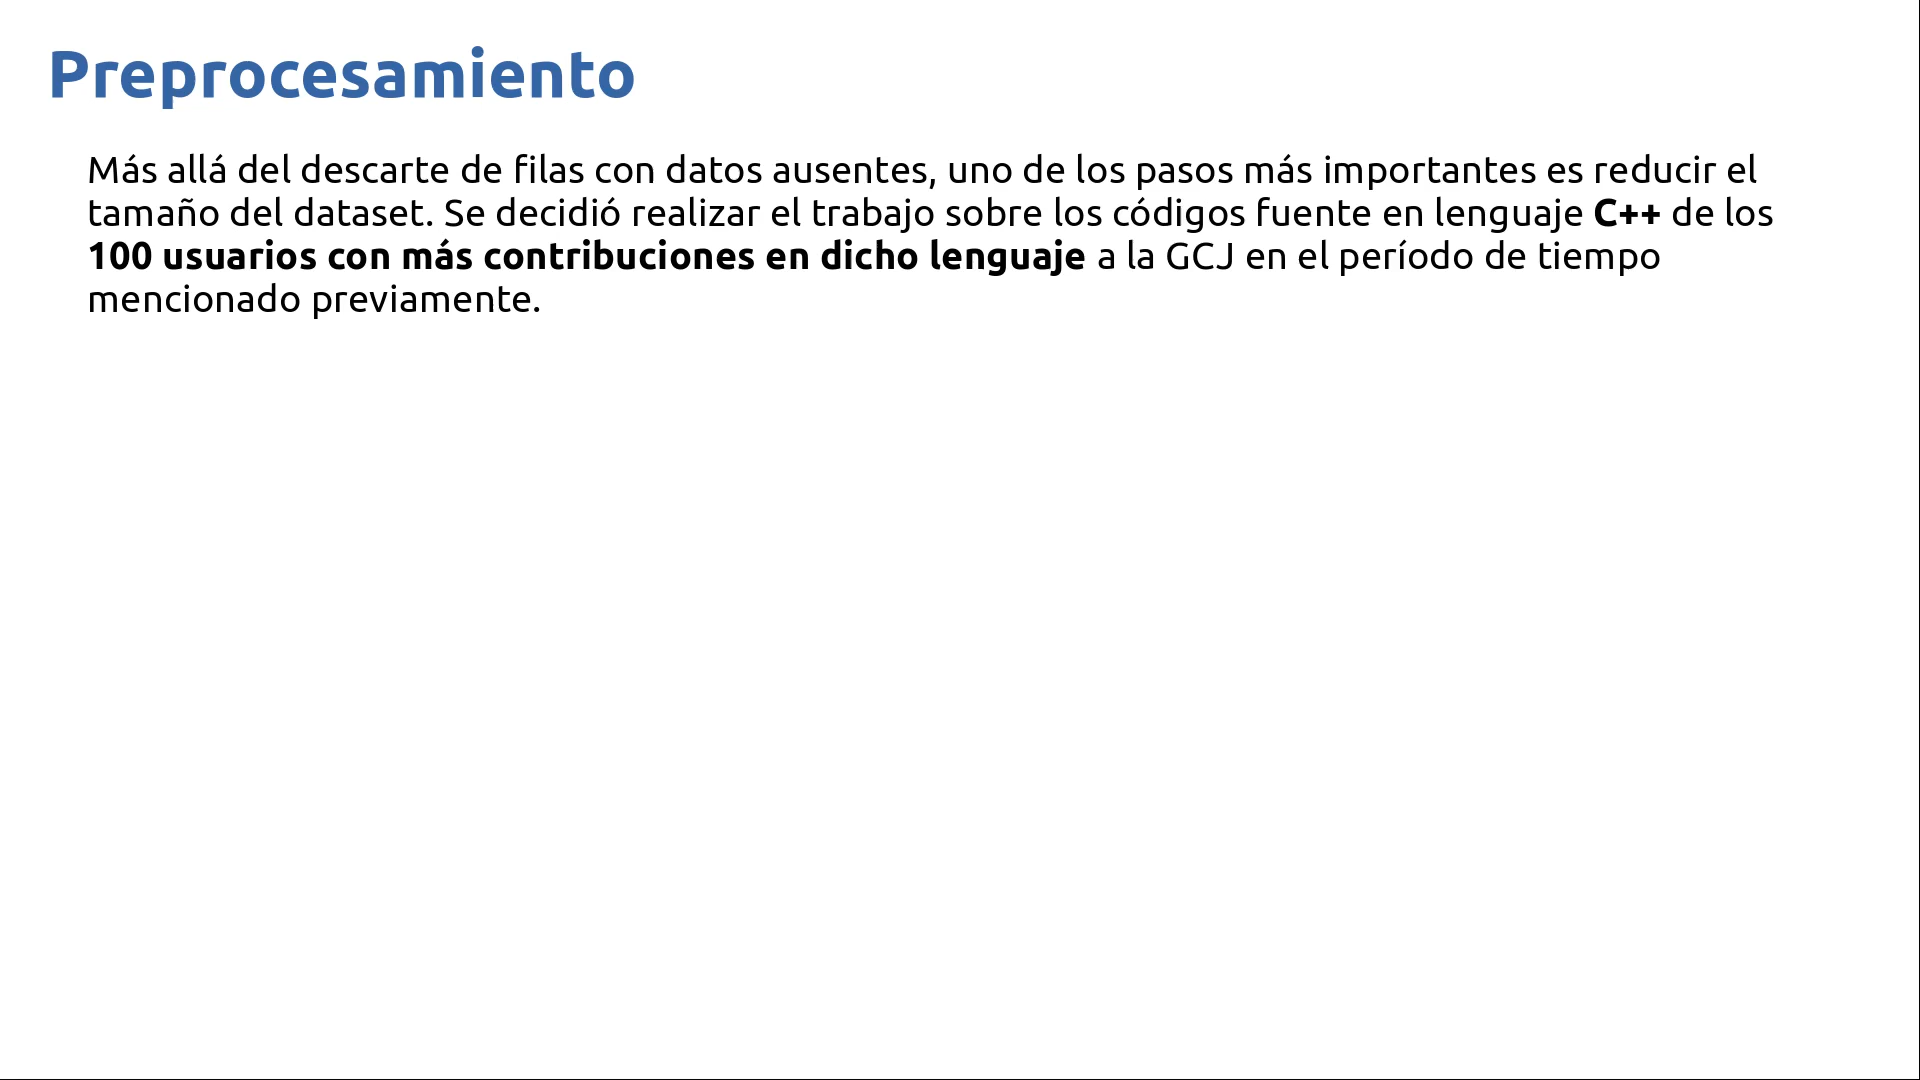 Preprocesamiento
Más allá del descarte de filas con datos ausentes, uno de los pasos más importantes es reducir el
tamaño del dataset. Se decidió realizar el trabajo sobre los códigos fuente en lenguaje C++ de los
100 usuarios con más contribuciones en dicho lenguaje a la GCJ en el período de tiempo
mencionado previamente.